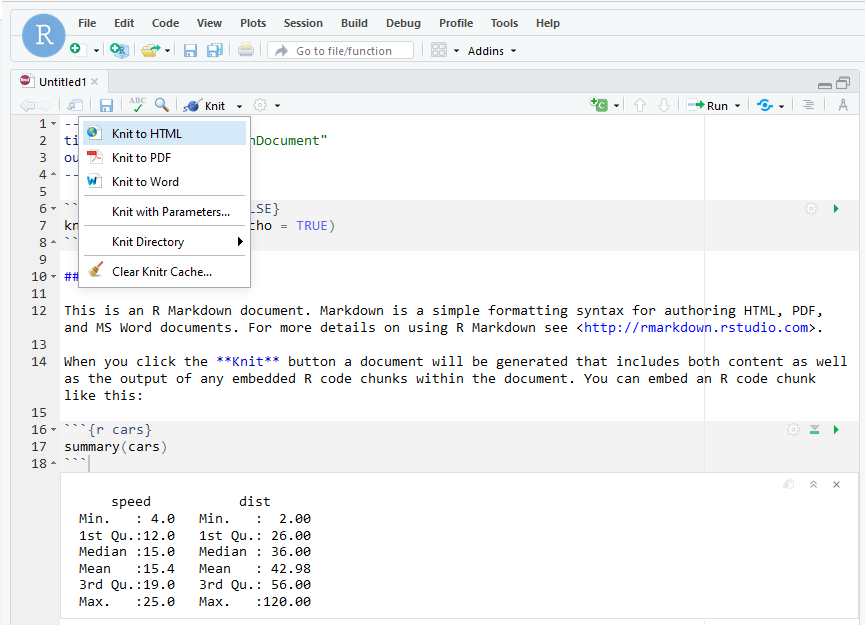 R
File Edit Code View Plots Session Build Debug Profile Tools Help
Go to file/function Addins
Untitled1
ABC Knit Run
1 --
2 ti nDocument"
3 ou
4 --
5
6 `` LSE}
7 kn cho = TRUE)
8 ``
9
10 ##
11
Knit to HTML
Knit to PDF
Knit to Word
Knit with Parameters...
Knit Directory
Clear Knitr Cache...
12 This is an R Markdown document. Markdown is a simple formatting syntax for authoring HTML, PDF,
and MS Word documents. For more details on using R Markdown see <http://rmarkdown.rstudio.com>.
13
14 When you click the **Knit** button a document will be generated that includes both content as well
as the output of any embedded R code chunks within the document. You can embed an R code chunk
like this:
15
16 ```{r cars}
17 summary(cars)
18 ```
speed dist
Min. : 4.0 Min. : 2.00
1st Qu.:12.0 1st Qu.: 26.00
Median :15.0 Median : 36.00
Mean :15.4 Mean : 42.98
3rd Qu.:19.0 3rd Qu.: 56.00
Max. :25.0 Max. :120.00